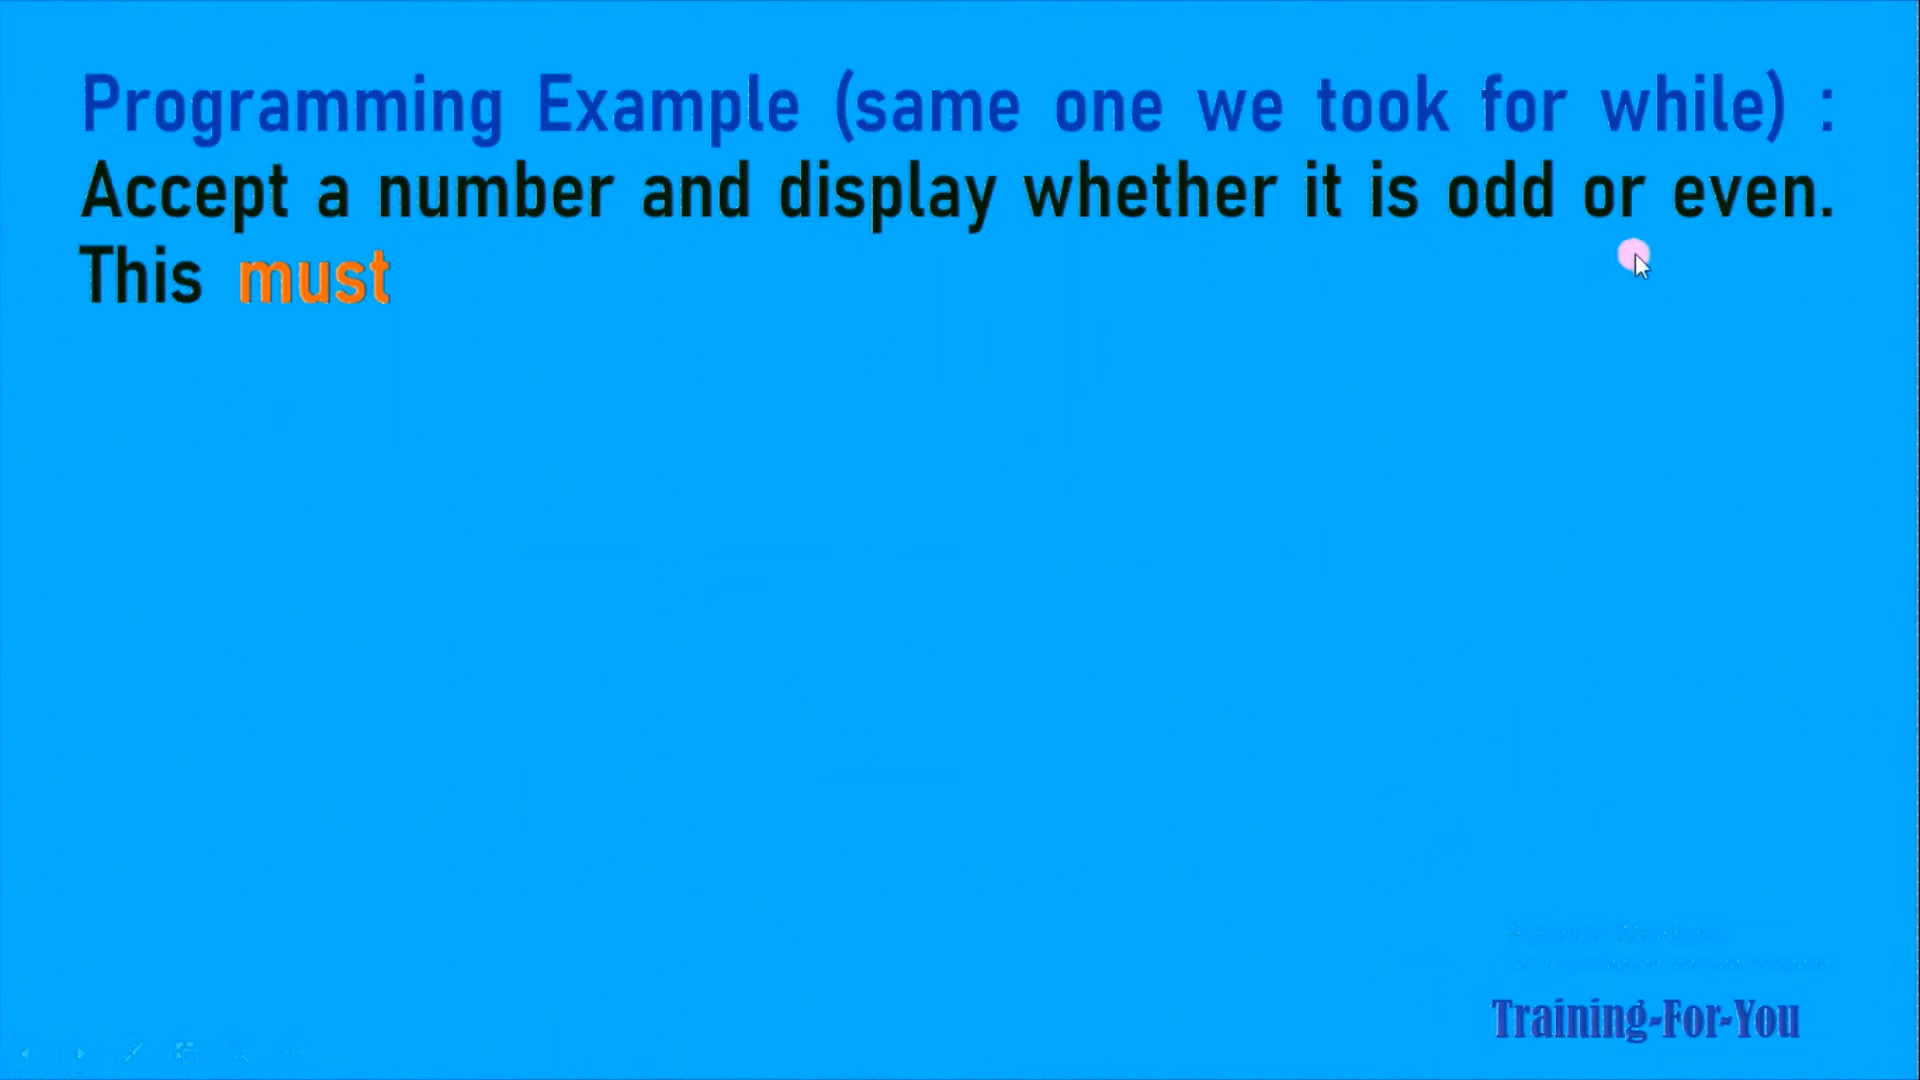 Programming Example (same one we took for while) :
Accept a number and display whether it is odd or even.
This must
Training-For-You